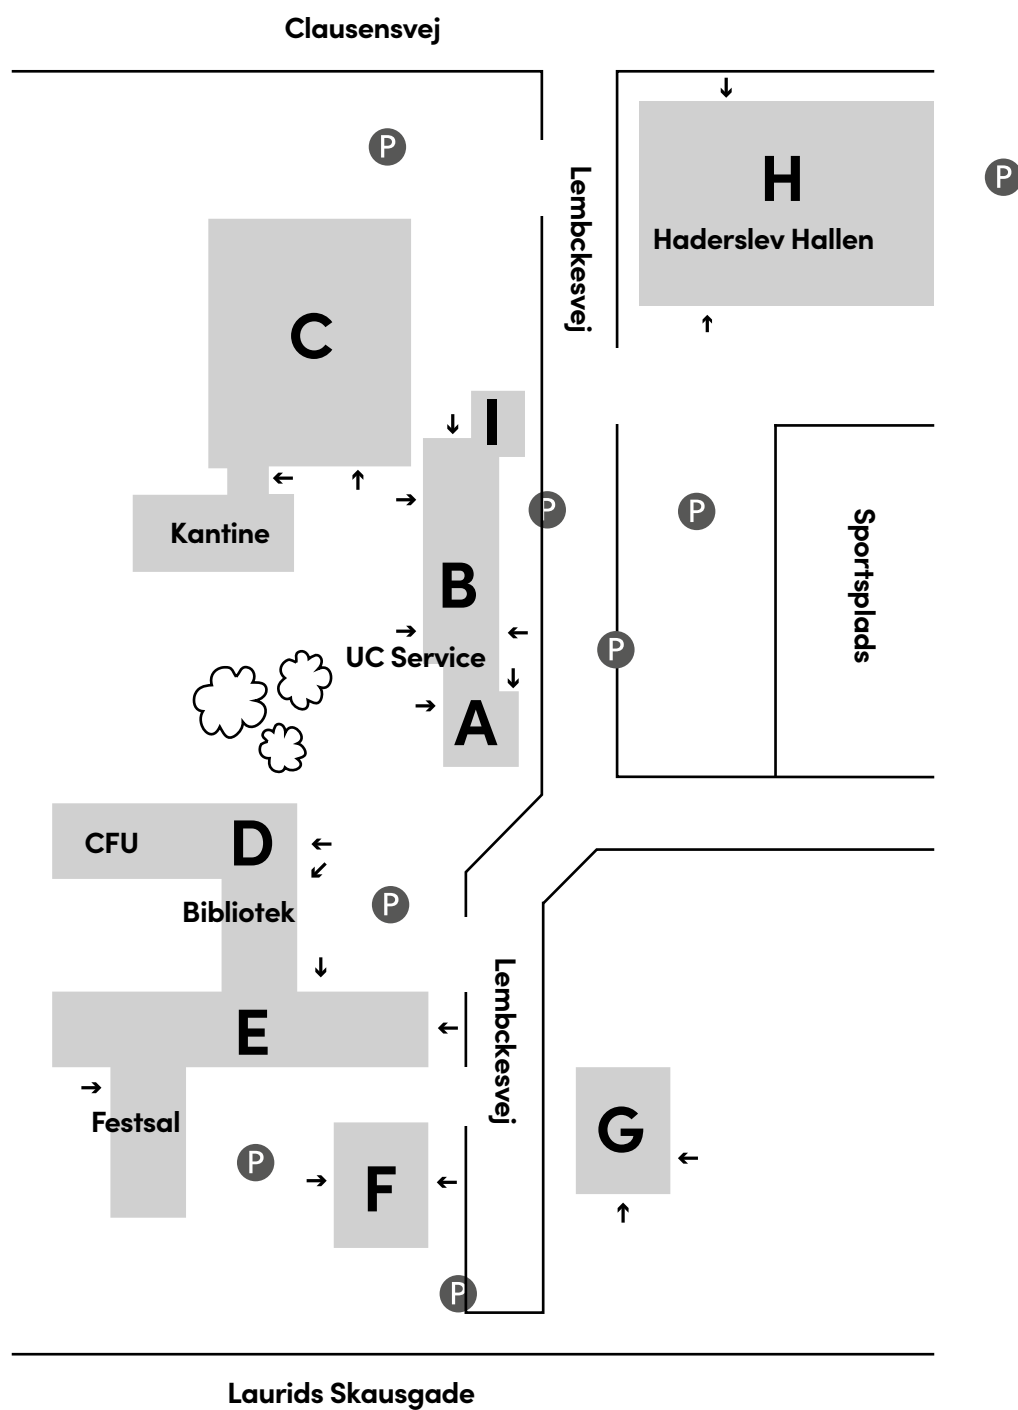 Clausensvej
P
H
P
Lembckesvej
Haderslev Hallen
C
I
Kantine
P
P
Sportsplads
B
UC Service
P
A
CFU
D
Bibliotek
P
E
Lembckesvej
Festsal
G
P
F
P
Laurids Skausgade